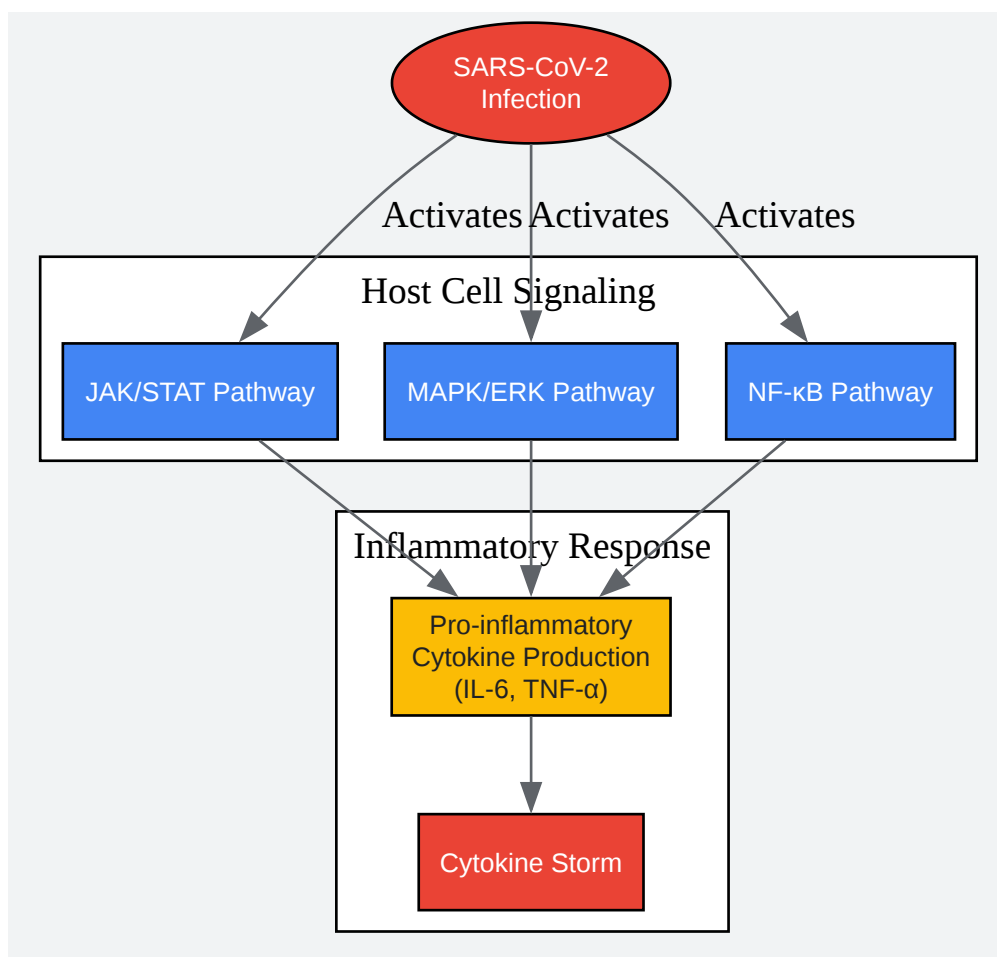 SARS-CoV-2
Infection
Activates
Activates
Activates
Host Cell Signaling
JAK/STAT Pathway
MAPK/ERK Pathway
NF-κB Pathway
Inflammatory Response
Pro-inflammatory
Cytokine Production
(IL-6, TNF-α)
Cytokine Storm